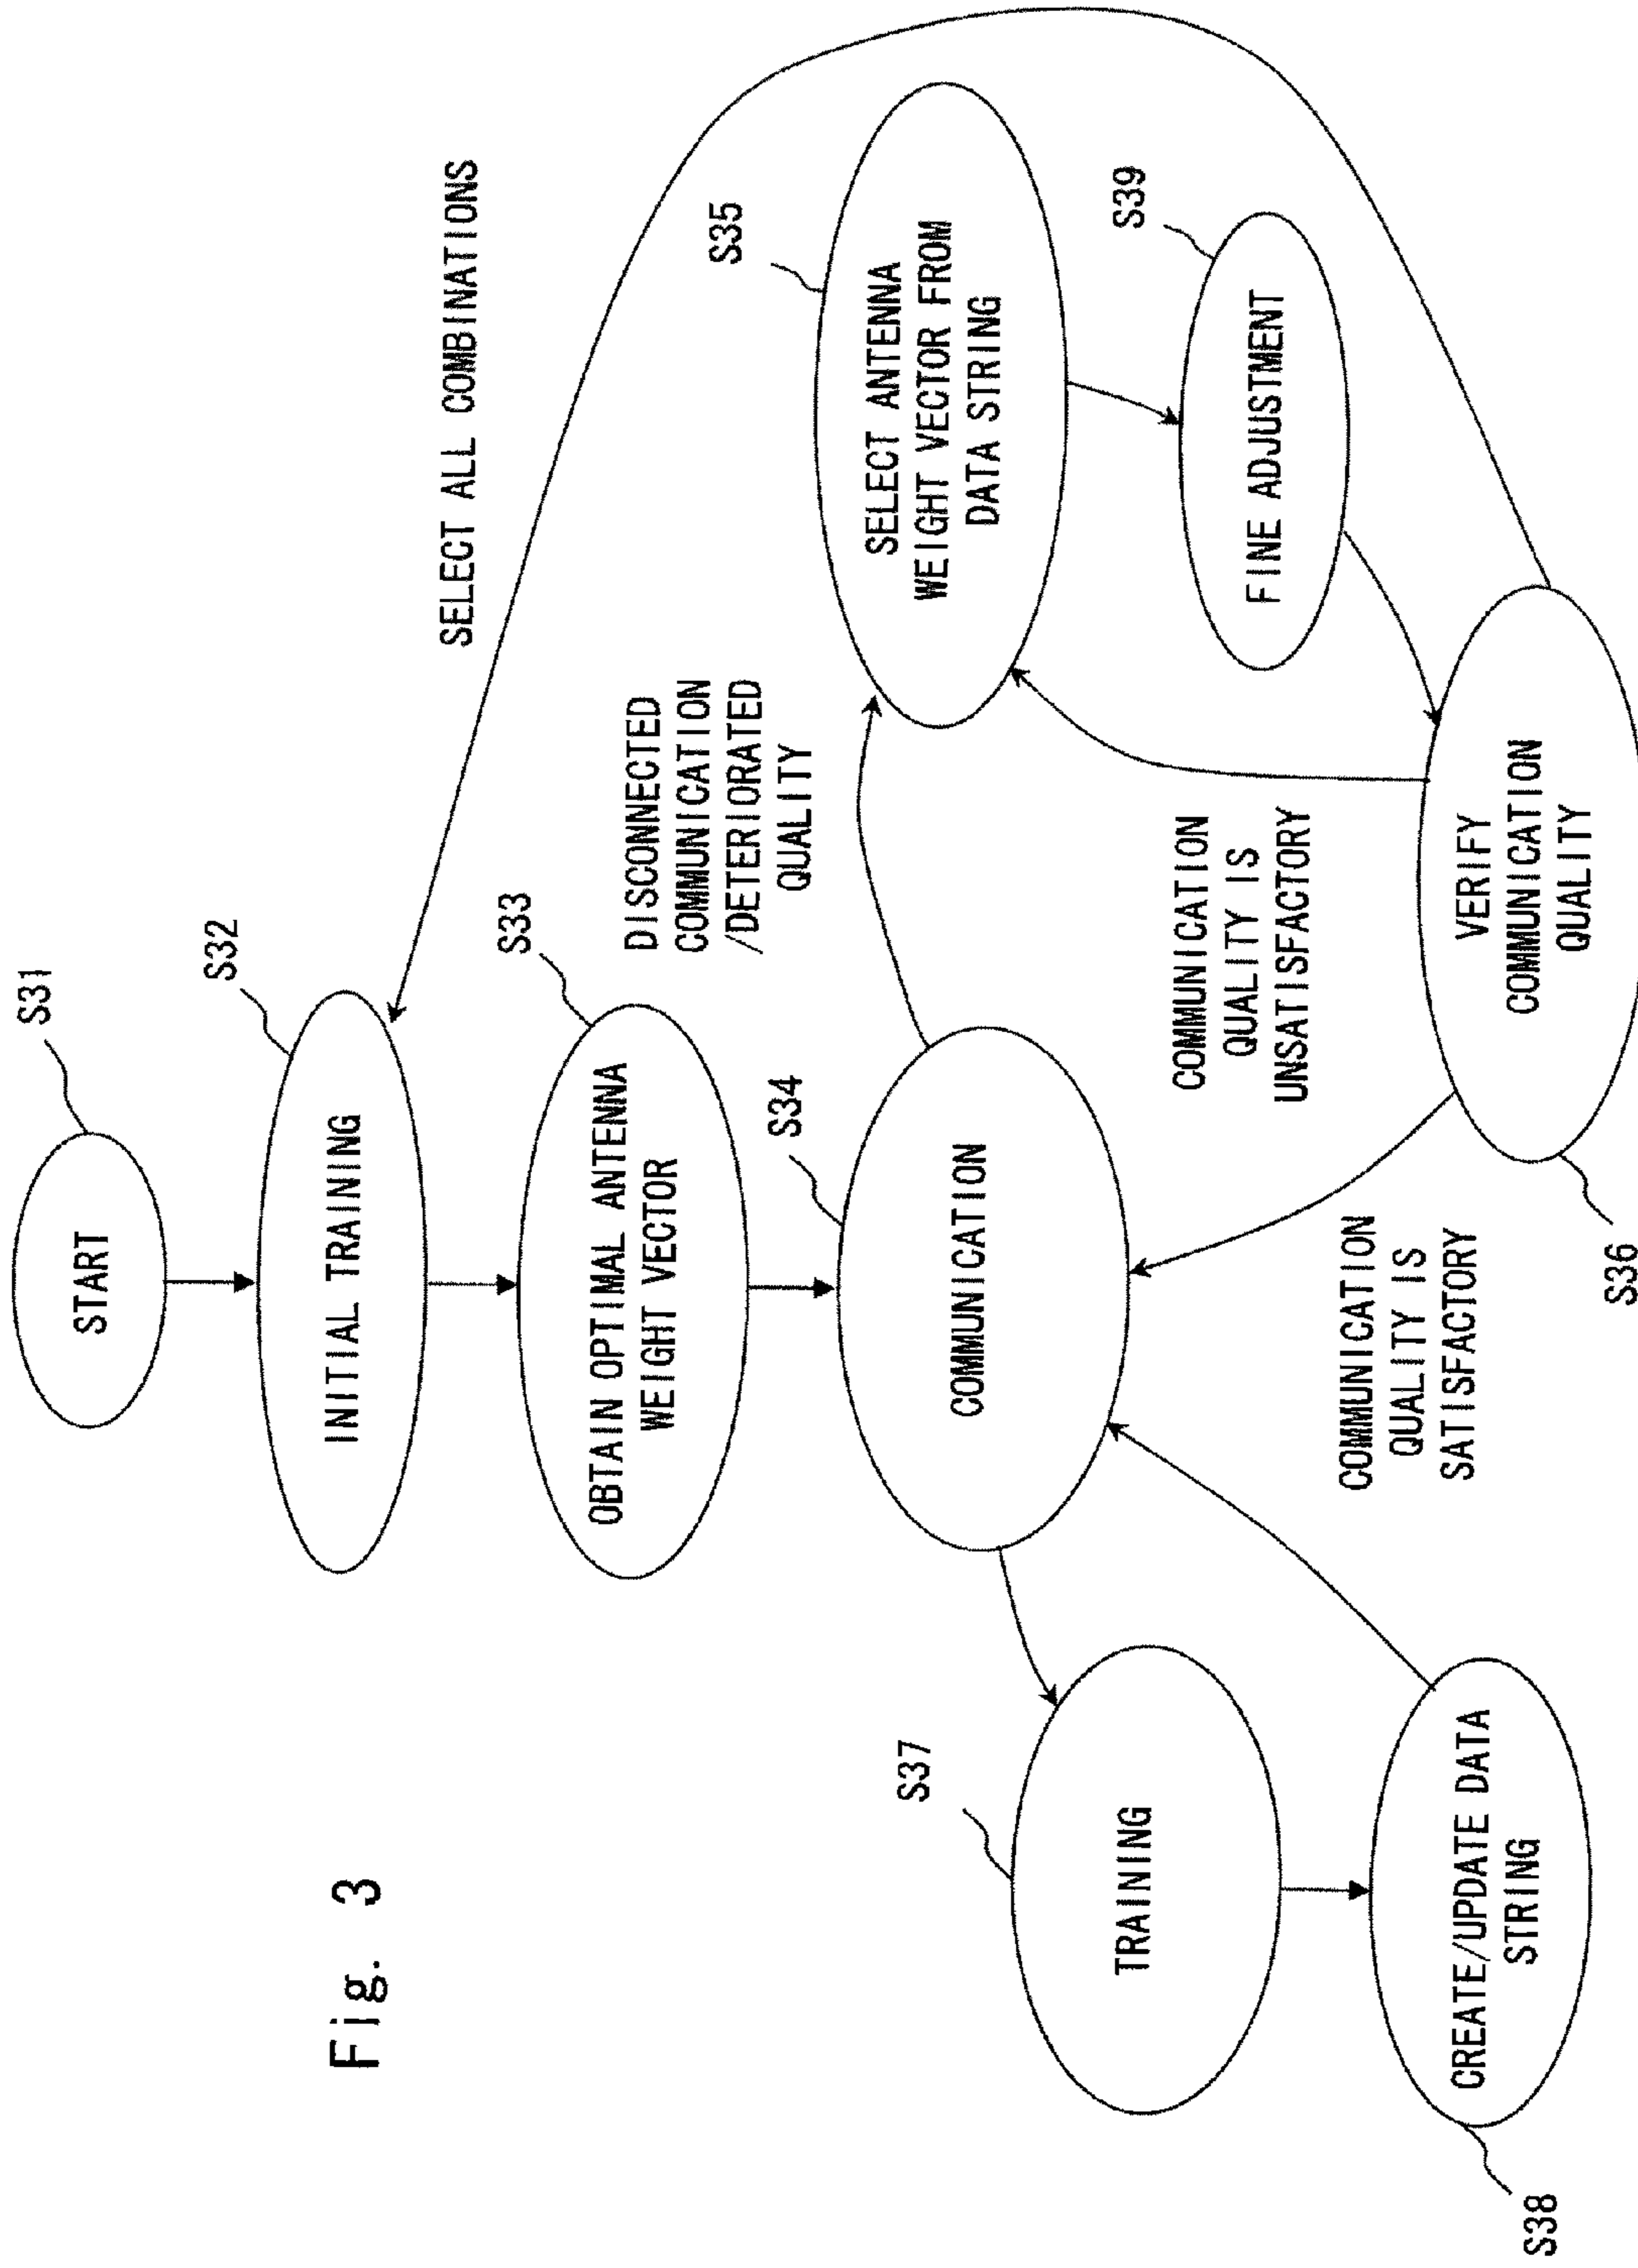 Fig. 3
S31
START
S32
INITIAL TRAINING
SELECT ALL COMBINATIONS
S33
OBTAIN OPTIMAL ANTENNA
WEIGHT VECTOR
DISCONNECTED
COMMUNICATION
/DETERIORATED
QUALITY
S34
COMMUNICATION
S35
SELECT ANTENNA
WEIGHT VECTOR FROM
DATA STRING
S39
FINE ADJUSTMENT
COMMUNICATION
QUALITY IS
UNSATISFACTORY
S37
TRAINING
COMMUNICATION
QUALITY IS
SATISFACTORY
VERIFY
COMMUNICATION
QUALITY
S36
CREATE/UPDATE DATA
STRING
S38